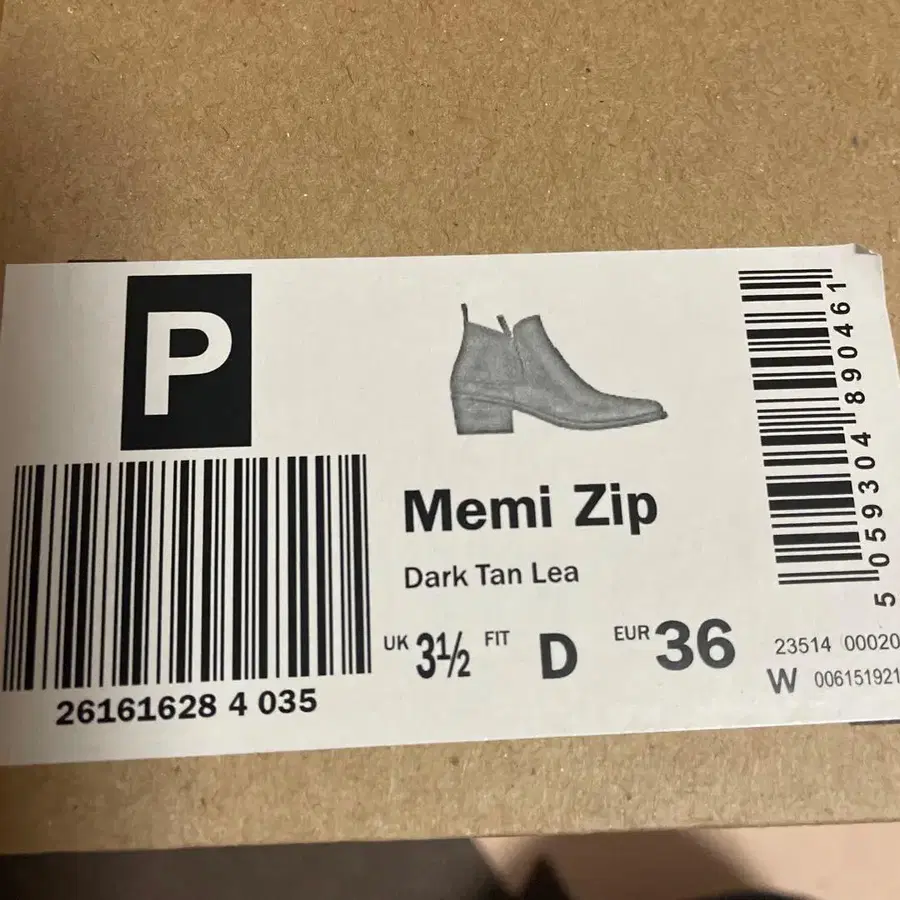 P
26161628 4 035
Memi Zip
Dark Tan Lea
UK 3½ FIT D EUR 36
5 059304 890461
23514 00020
W 006151921